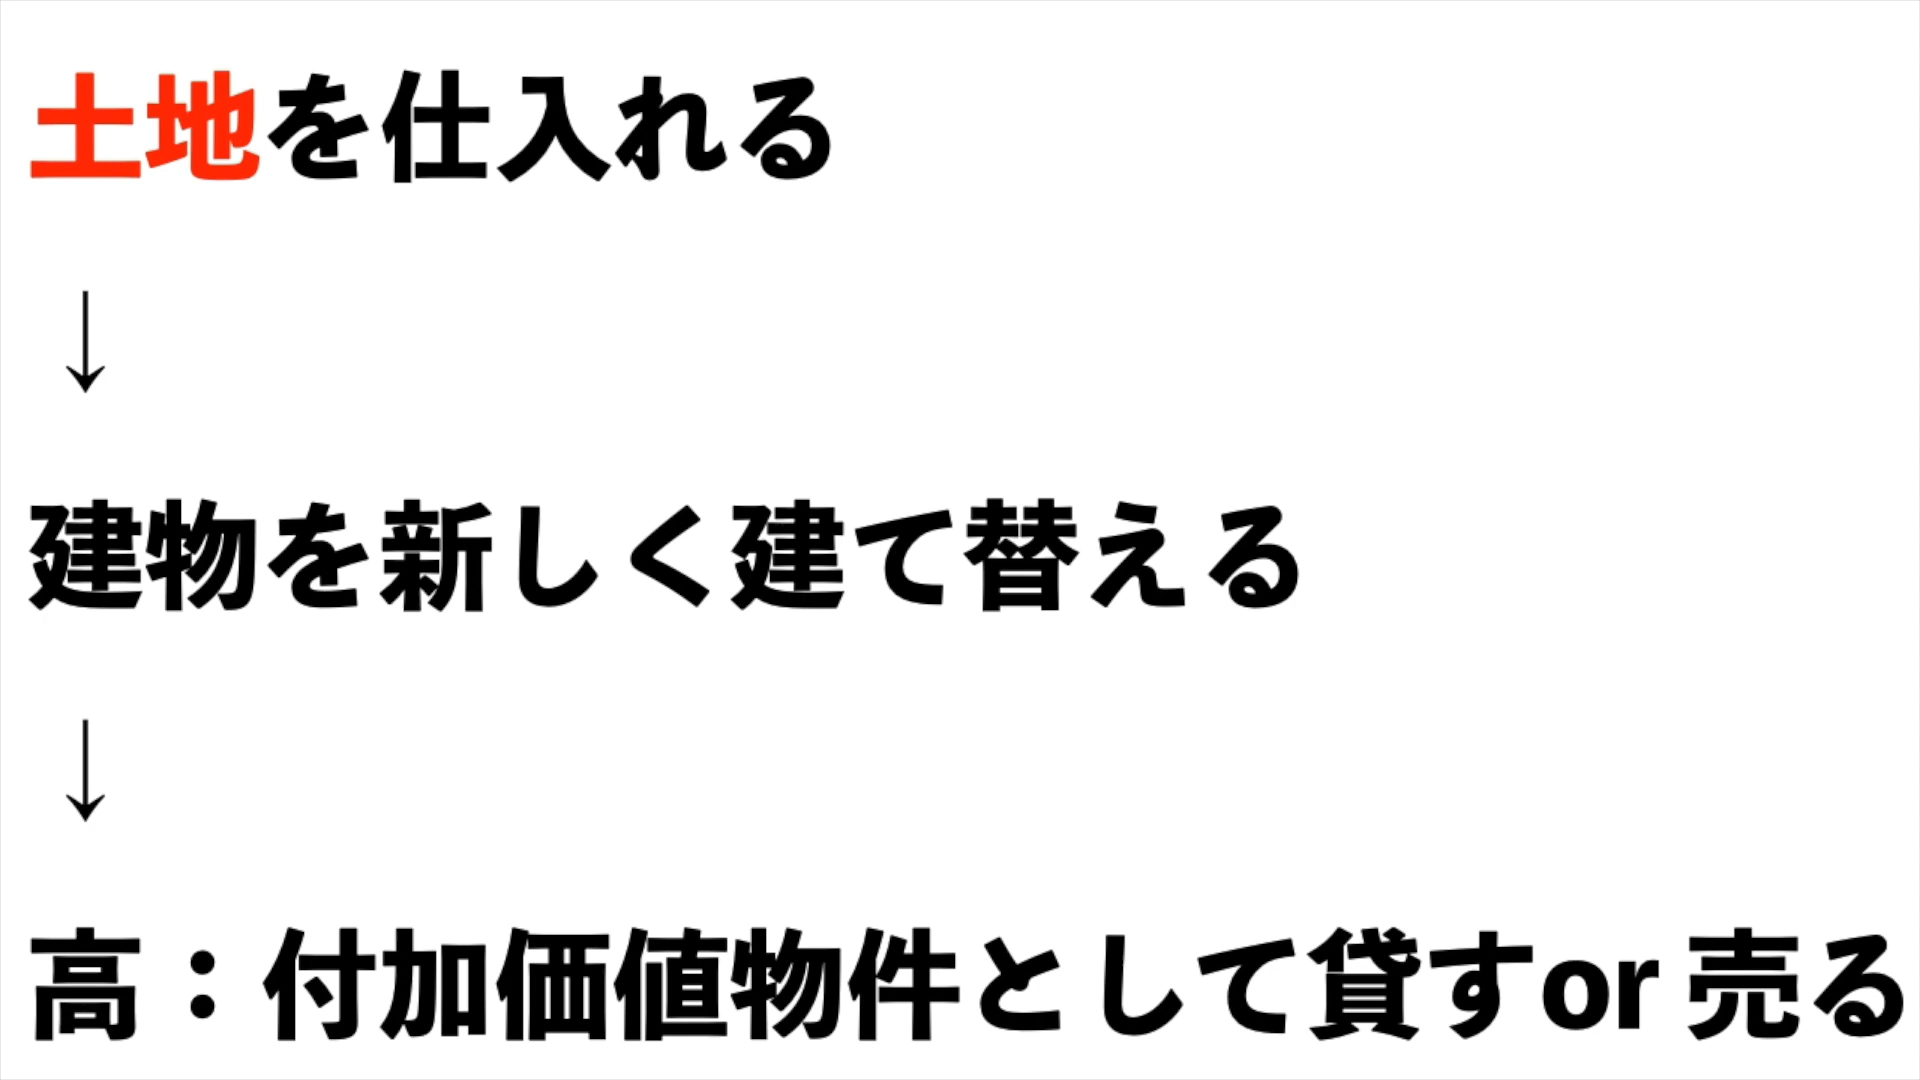 土地を仕入れる
↓
建物を新しく建て替える
↓
高：付加価値物件として貸すor 売る